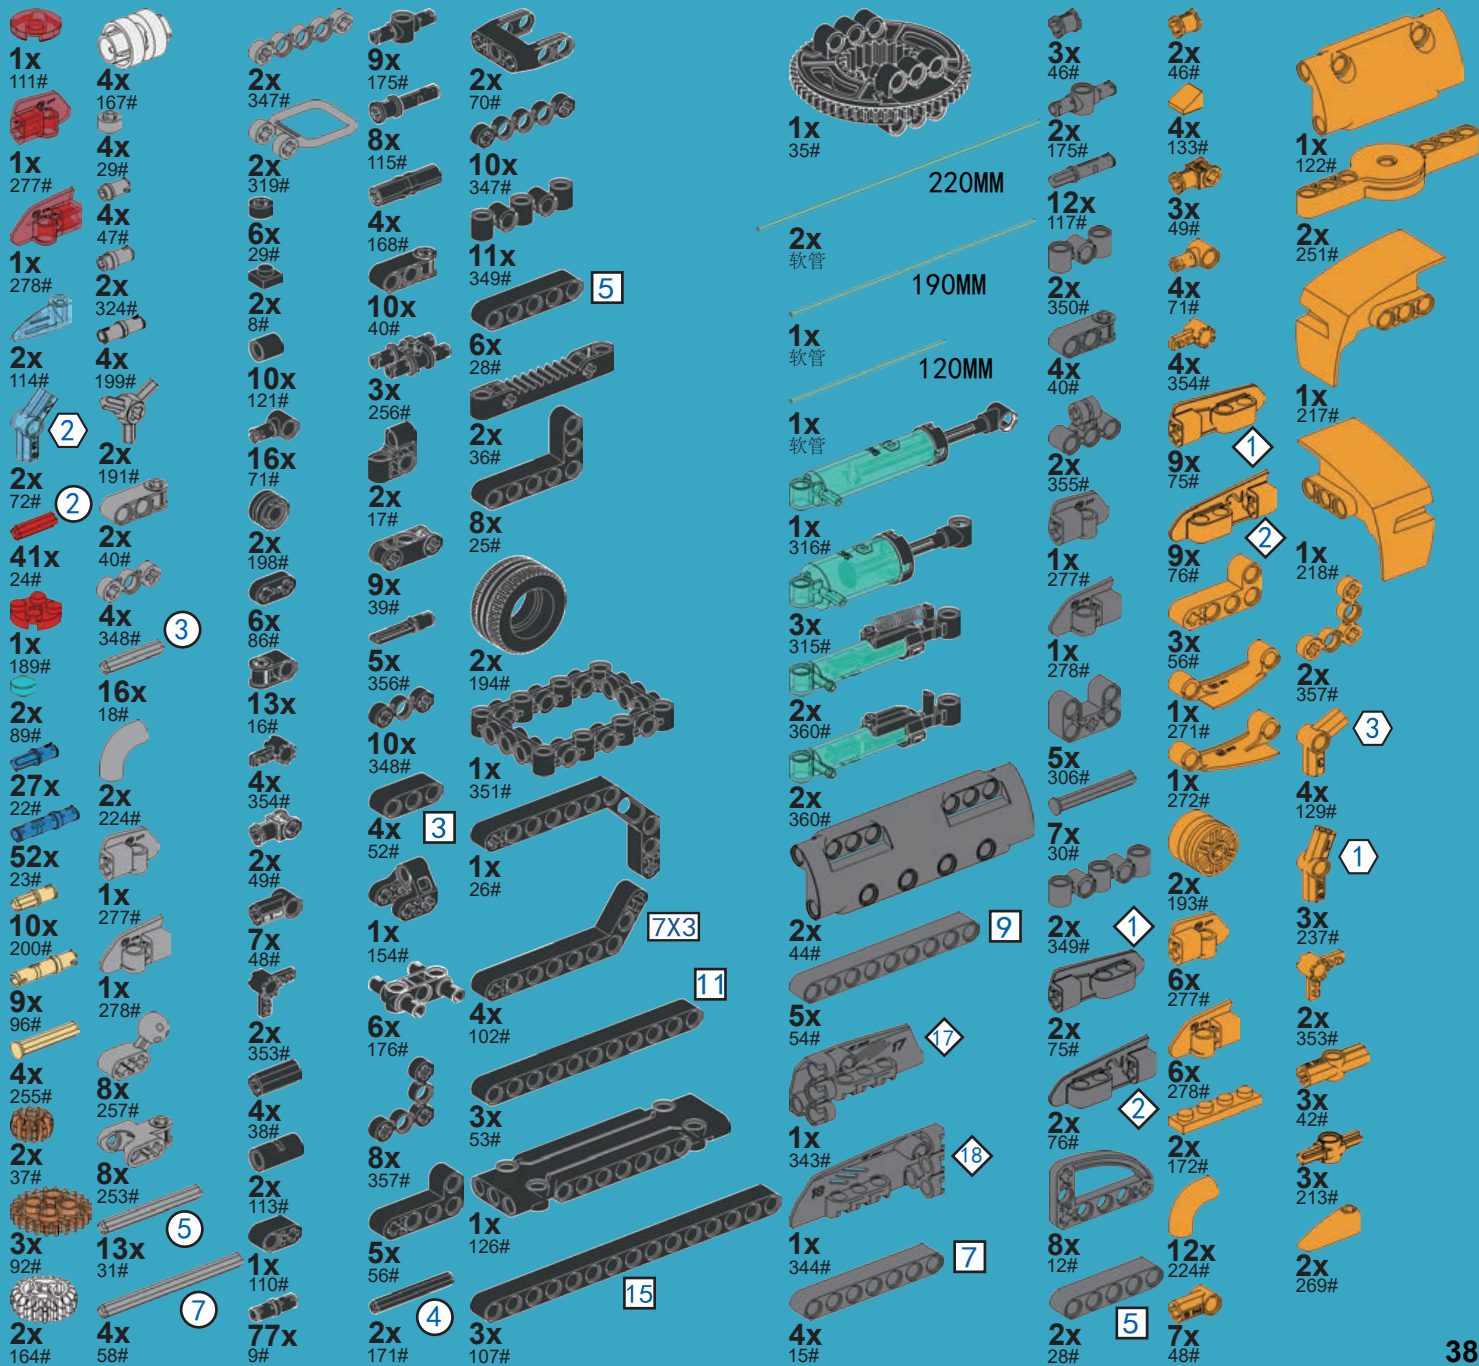 1x
111#
1x
277#
1x
278#
2x
114#
2
2x
72#
2
41x
24#
1x
189#
2x
89#
27x
22#
52x
23#
10x
200#
9x
96#
4x
255#
2x
37#
3x
92#
2x
164#
4x
167#
4x
29#
4x
47#
2x
324#
4x
199#
2x
191#
2x
40#
4x
348#
3
16x
18#
2x
224#
1x
277#
1x
278#
8x
257#
8x
253#
5
13x
31#
7
4x
58#
2x
347#
2x
319#
6x
29#
2x
8#
10x
121#
16x
71#
2x
198#
6x
86#
13x
16#
4x
354#
2x
49#
7x
48#
2x
353#
4x
38#
2x
113#
1x
110#
77x
9#
9x
175#
8x
115#
4x
168#
10x
40#
3x
256#
2x
17#
9x
39#
5x
356#
10x
348#
4x
52#
3
1x
154#
6x
176#
8x
357#
5x
56#
4
2x
171#
2x
70#
10x
347#
11x
349#
5
6x
28#
2x
36#
8x
25#
2x
194#
1x
351#
1x
26#
7X3
4x
102#
11
3x
53#
1x
126#
15
3x
107#
1x
35#
220MM
2x
软管
190MM
1x
软管
120MM
1x
软管
1x
316#
3x
315#
2x
360#
2x
360#
2x
44#
9
5x
54#
17
17
1x
343#
18
18
1x
344#
7
4x
15#
3x
46#
2x
175#
12x
117#
2x
350#
4x
40#
2x
355#
1x
277#
1x
278#
5x
306#
7x
30#
2x
349#
1
2x
75#
2
2x
76#
8x
12#
5
2x
28#
2x
46#
4x
133#
3x
49#
4x
71#
4x
354#
1
9x
75#
2
9x
76#
3x
56#
1x
271#
1x
272#
2x
193#
6x
277#
6x
278#
2x
172#
12x
224#
7x
48#
1x
122#
2x
251#
1x
217#
1x
218#
2x
357#
3
4x
129#
1
3x
237#
2x
353#
3x
42#
3x
213#
2x
269#
38